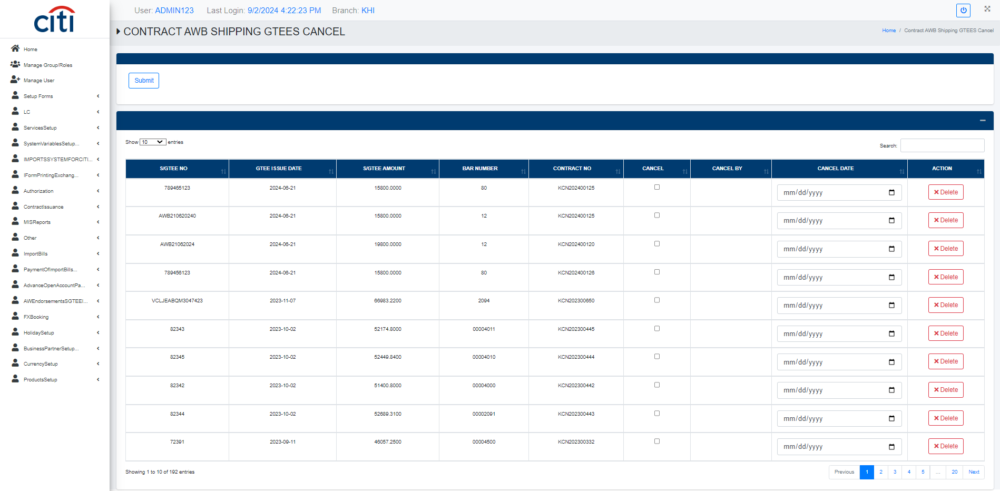 citi
User: ADMIN123 Last Login: 9/2/2024 4:22:23 PM Branch: KHI
CONTRACT AWB SHIPPING GTEES CANCEL
Home / Contract AWB Shipping GTEES Cancel
Home
Manage Group/Roles
Manage User
Setup Forms
LC
ServicesSetup
SystemVariablesSetup...
IMPORTSSYSTEMFORCITI...
IFormPrintingExchang...
Authorization
ContractIssuance
MISReports
Other
ImportBills
PaymentOfImportBills...
AdvanceOpenAccountPa...
AWEndorsementsSGTEEI...
FXBooking
HolidaySetup
BusinessPartnerSetup...
CurrencySetup
ProductsSetup
Submit
Show 10 entries
Search:
S/GTEE NO GTEE ISSUE DATE S/GTEE AMOUNT BAR NUMBER CONTRACT NO CANCEL CANCEL BY CANCEL DATE ACTION
789465123 2024-06-21 15800.0000 80 KCN202400125 mm/dd/yyyy Delete
AWB210620240 2024-06-21 15800.0000 12 KCN202400125 mm/dd/yyyy Delete
AWB21062024 2024-06-21 19800.0000 12 KCN202400120 mm/dd/yyyy Delete
789456123 2024-06-21 15800.0000 80 KCN202400126 mm/dd/yyyy Delete
VCLJEABQM3047423 2023-11-07 66983.2200 2094 KCN202300650 mm/dd/yyyy Delete
82343 2023-10-02 52174.8000 00004011 KCN202300445 mm/dd/yyyy Delete
82345 2023-10-02 52449.8400 00004010 KCN202300444 mm/dd/yyyy Delete
82342 2023-10-02 51400.8000 00004000 KCN202300442 mm/dd/yyyy Delete
82344 2023-10-02 52689.3100 00002091 KCN202300443 mm/dd/yyyy Delete
72391 2023-09-11 46057.2500 00004500 KCN202300332 mm/dd/yyyy Delete
Showing 1 to 10 of 192 entries
Previous 1 2 3 4 5 ... 20 Next